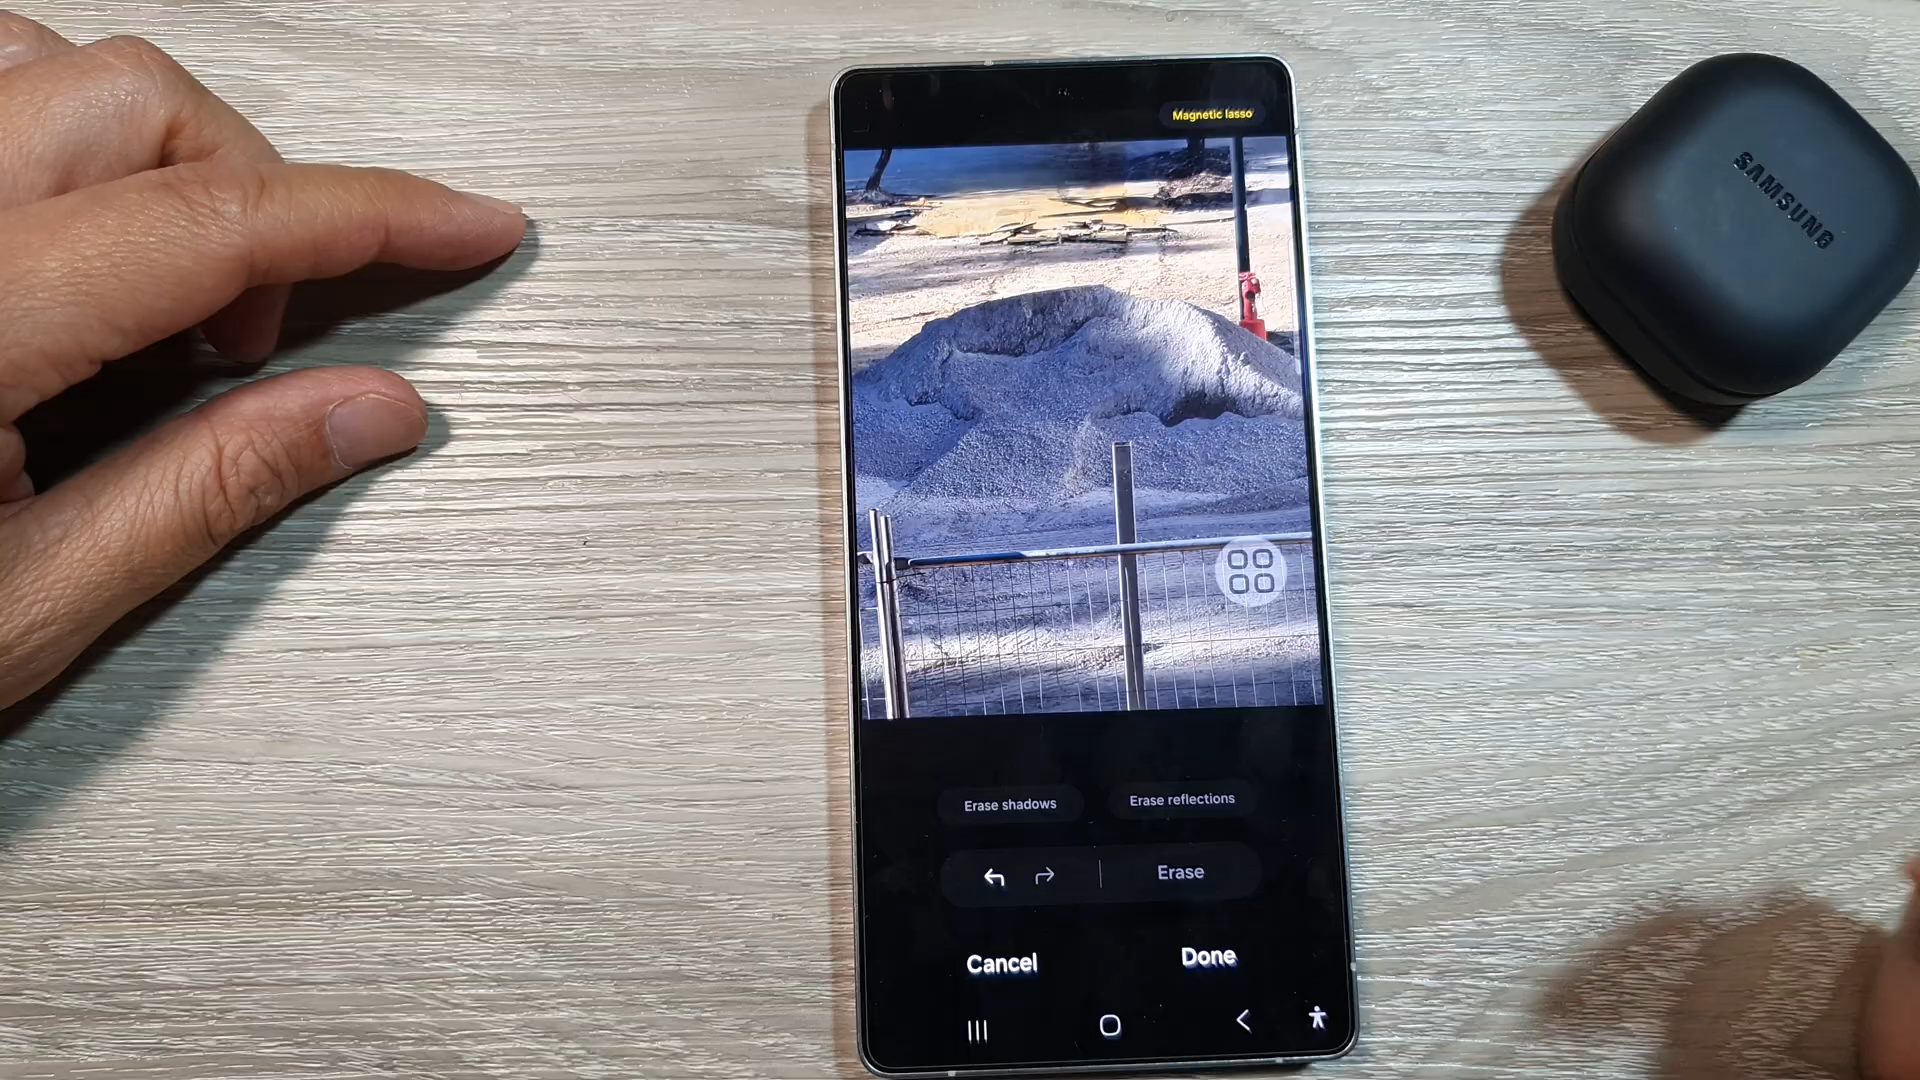 Magnetic lasso
SAMSUNG
Erase shadows
Erase reflections
Erase
Cancel
Done